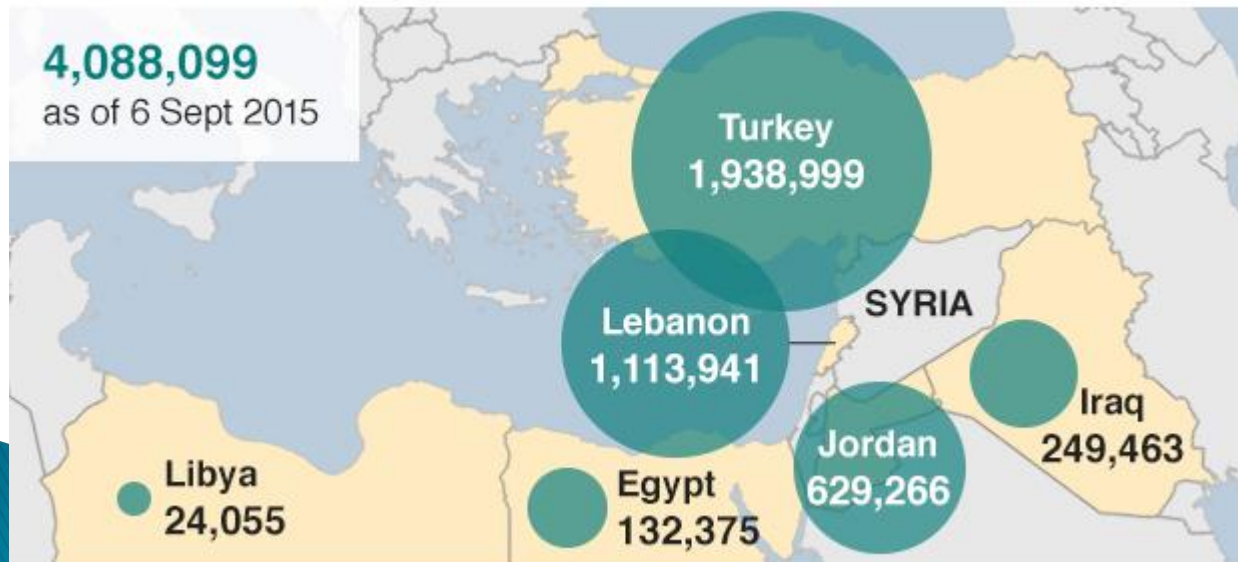 4,088,099
as of 6 Sept 2015
Turkey
1,938,999
SYRIA
Lebanon
1,113,941
Iraq
249,463
Jordan
629,266
Libya
24,055
Egypt
132,375